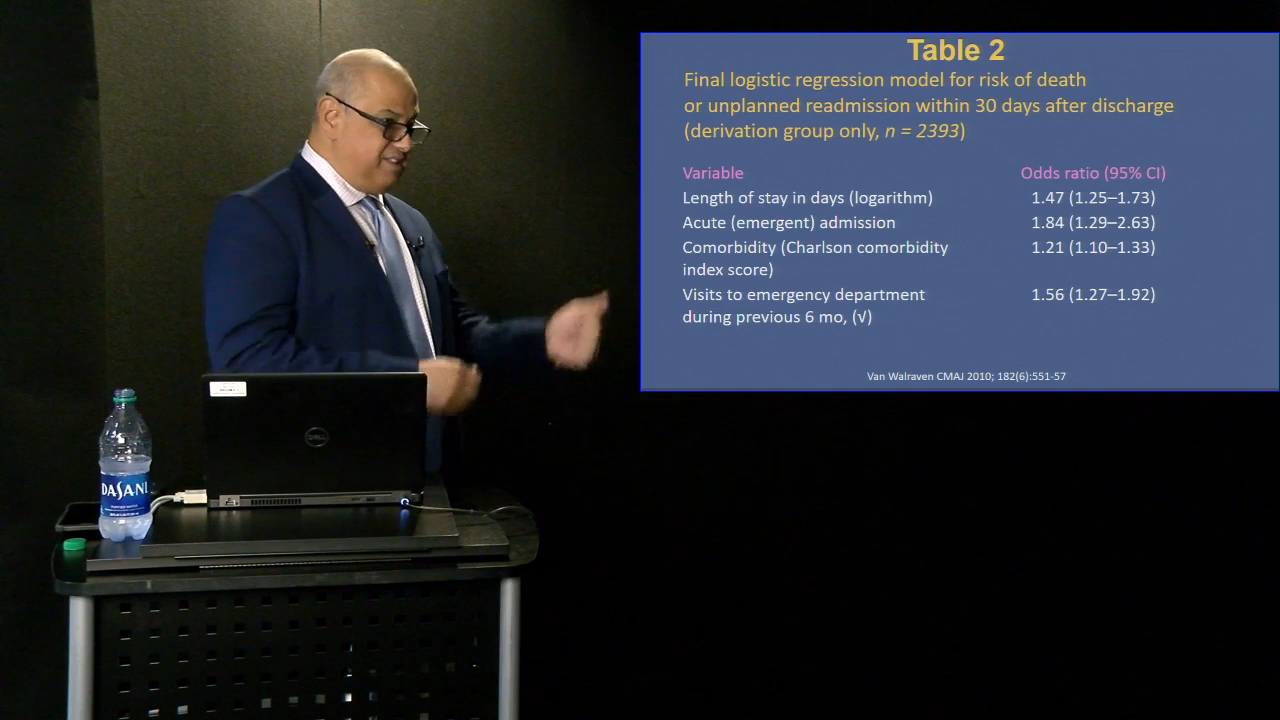 Table 2
Final logistic regression model for risk of death
or unplanned readmission within 30 days after discharge
(derivation group only, n = 2393)
Variable Odds ratio (95% CI)
Length of stay in days (logarithm) 1.47 (1.25–1.73)
Acute (emergent) admission 1.84 (1.29–2.63)
Comorbidity (Charlson comorbidity 1.21 (1.10–1.33)
index score)
Visits to emergency department 1.56 (1.27–1.92)
during previous 6 mo, (√)
Van Walraven CMAJ 2010; 182(6):551-57
DELL
DASANI